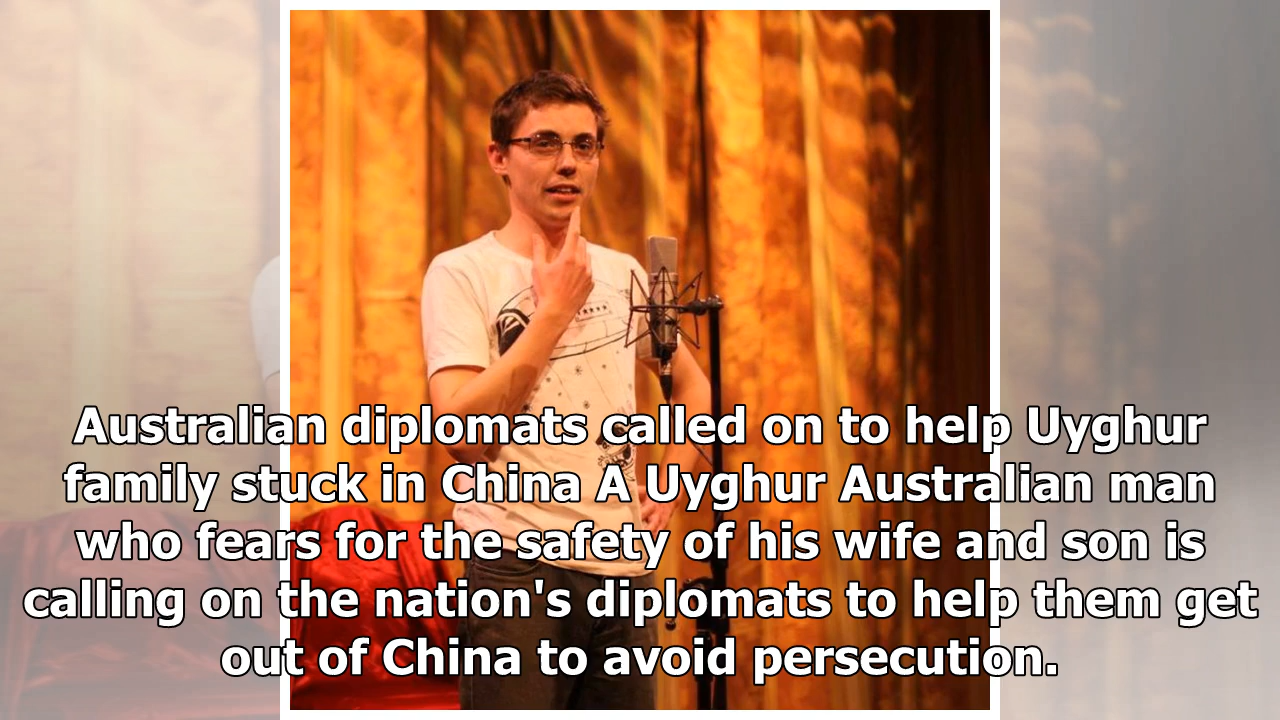 Australian diplomats called on to help Uyghur
family stuck in China A Uyghur Australian man
who fears for the safety of his wife and son is
calling on the nation's diplomats to help them get
out of China to avoid persecution.